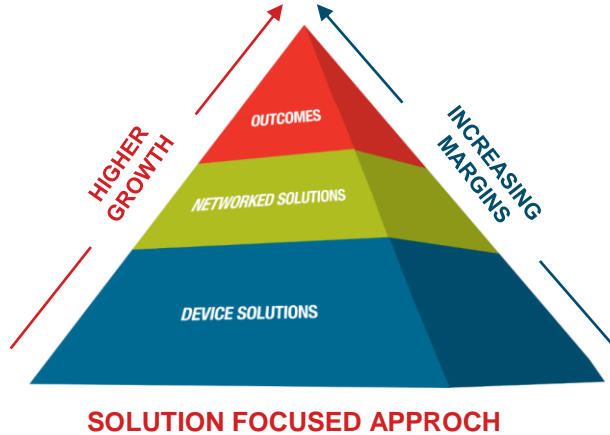 OUTCOMES
HIGHER
GROWTH
INCREASING
MARGINS
NETWORKED SOLUTIONS
DEVICE SOLUTIONS
SOLUTION FOCUSED APPROCH